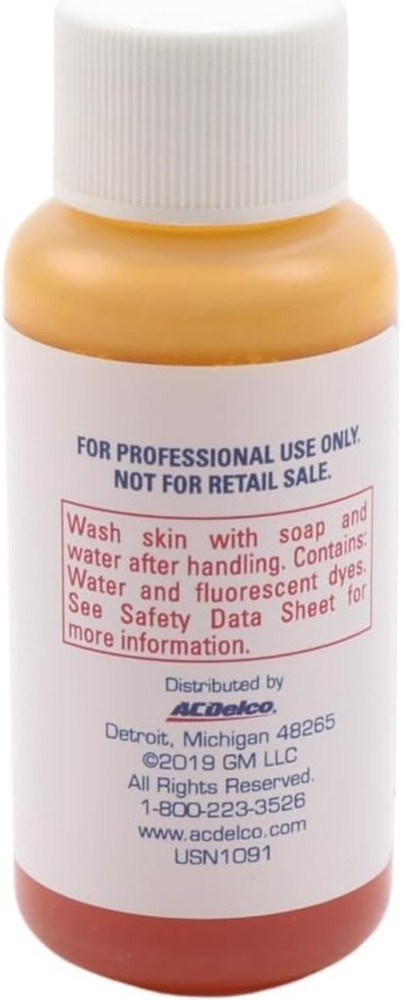 FOR PROFESSIONAL USE ONLY.
NOT FOR RETAIL SALE.
Wash skin with soap and
water after handling. Contains:
Water and fluorescent dyes.
See Safety Data Sheet for
more information.
Distributed by
ACDelco.
Detroit, Michigan 48265
©2019 GM LLC
All Rights Reserved.
1-800-223-3526
www.acdelco.com
USN1091